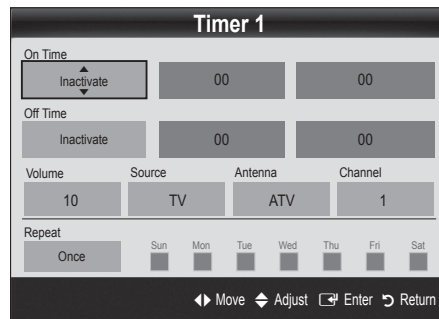 Timer 1
On Time
Inactivate 00 00
Off Time
Inactivate 00 00
Volume Source Antenna Channel
10 TV ATV 1
Repeat
Once Sun Mon Tue Wed Thu Fri Sat
Move Adjust Enter Return